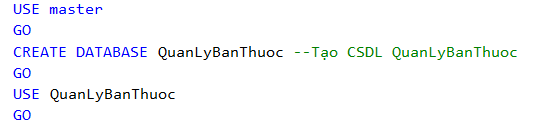 USE master
GO
CREATE DATABASE QuanLyBanThuoc --Tạo CSDL QuanLyBanThuoc
GO
USE QuanLyBanThuoc
GO